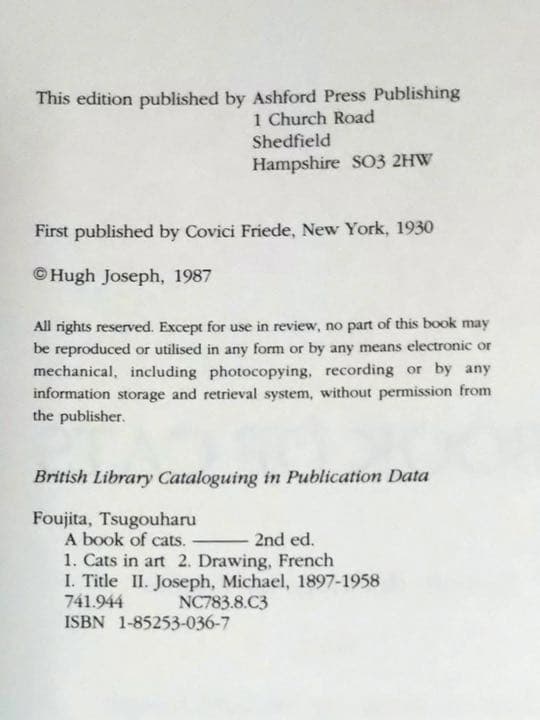 This edition published by Ashford Press Publishing
1 Church Road
Shedfield
Hampshire SO3 2HW
First published by Covici Friede, New York, 1930
© Hugh Joseph, 1987
All rights reserved. Except for use in review, no part of this book may
be reproduced or utilised in any form or by any means electronic or
mechanical, including photocopying, recording or by any
information storage and retrieval system, without permission from
the publisher.
British Library Cataloguing in Publication Data
Foujita, Tsugouharu
A book of cats. —— 2nd ed.
1. Cats in art 2. Drawing, French
I. Title II. Joseph, Michael, 1897-1958
741.944 NC783.8.C3
ISBN 1-85253-036-7